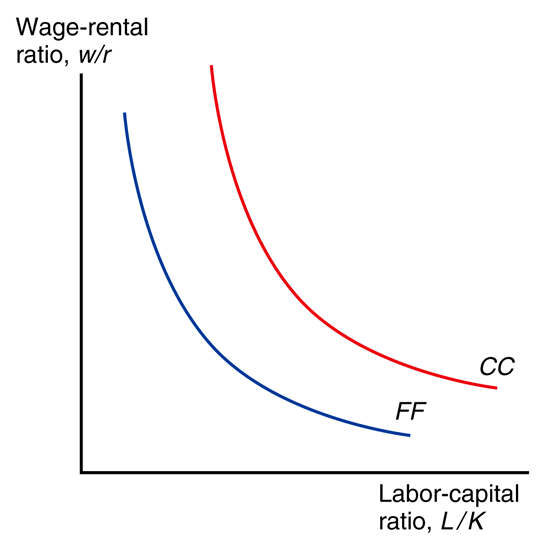 Wage-rental
ratio, w/r
CC
FF
Labor-capital
ratio, L/K